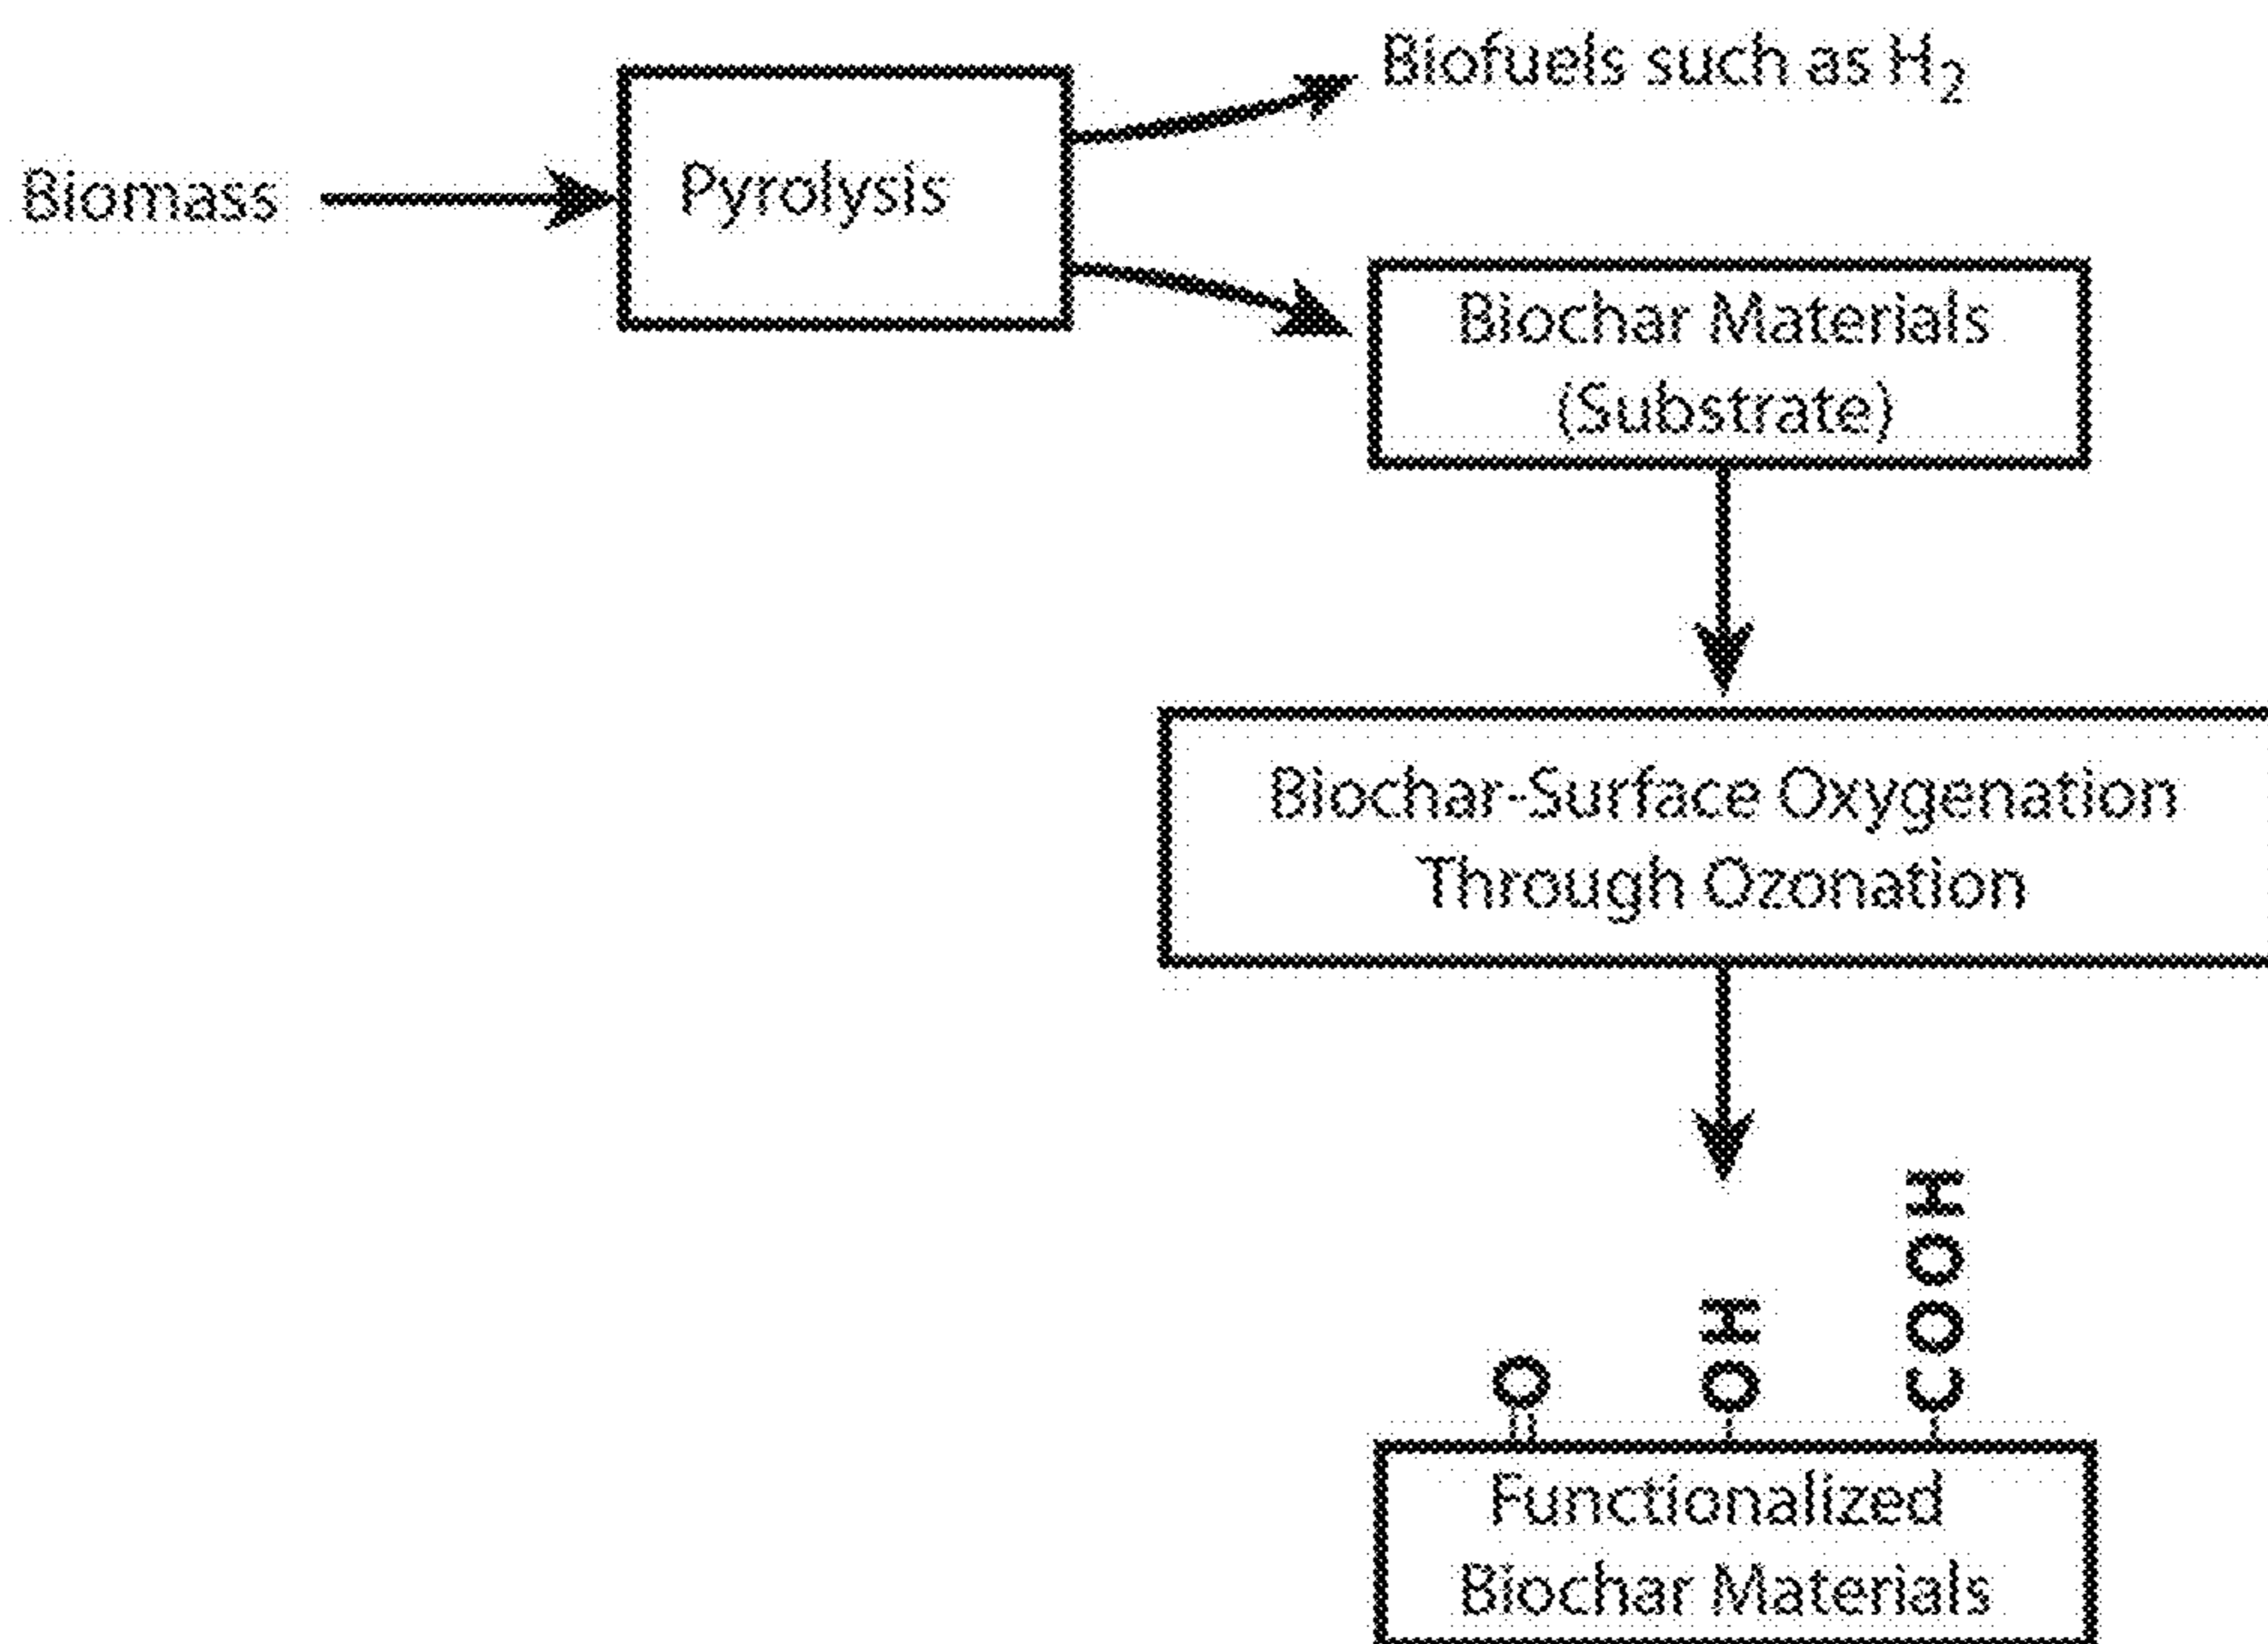 Biofuels such as H₂
Biomass
Pyrolysis
Biochar Materials
(Substrate)
Biochar-Surface Oxygenation
Through Ozonation
O
OH
COOH
Functionalized
Biochar Materials